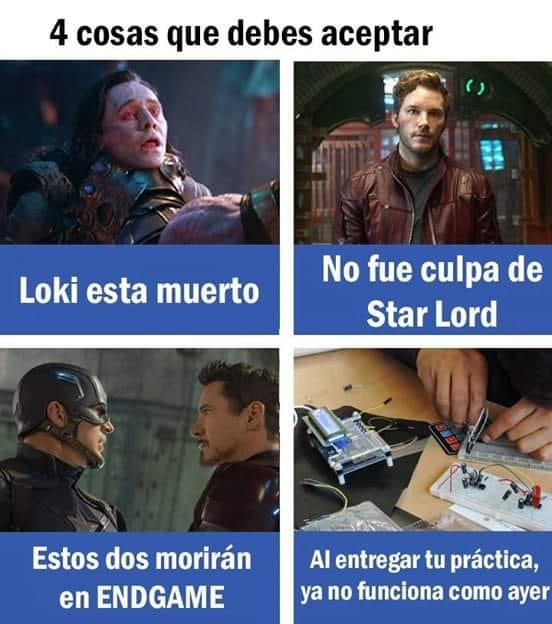 4 cosas que debes aceptar
Loki esta muerto
No fue culpa de
Star Lord
Estos dos morirán
en ENDGAME
Al entregar tu práctica,
ya no funciona como ayer